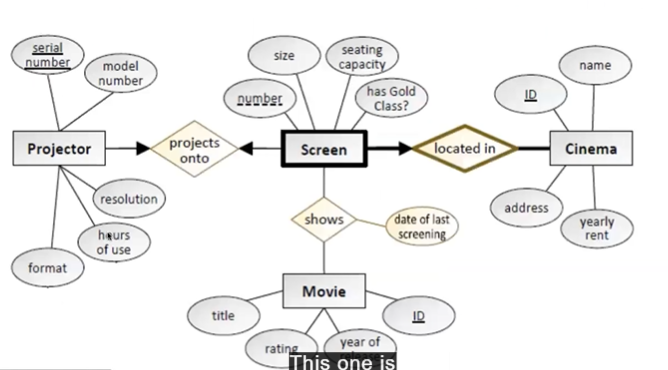 serial
number
model
number
size
seating
capacity
number
has Gold
Class?
name
ID
Projector
projects
onto
Screen
located in
Cinema
resolution
hours
of use
format
shows
date of last
screening
address
yearly
rent
Movie
title
rating
year of
ID
This one is